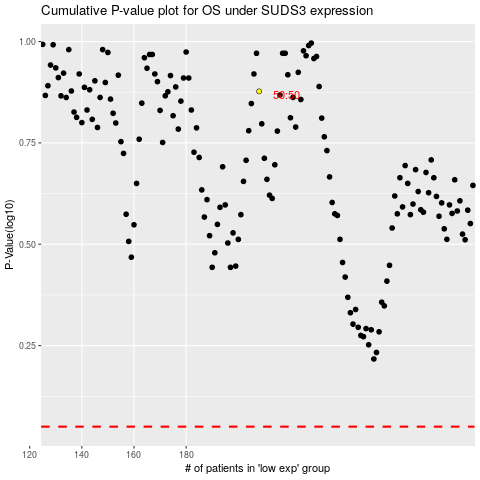 Cumulative P-value plot for OS under SUDS3 expression
P-Value(log10)
1.00
0.75
0.50
0.25
50:50
120 140 160 180
# of patients in 'low exp' group